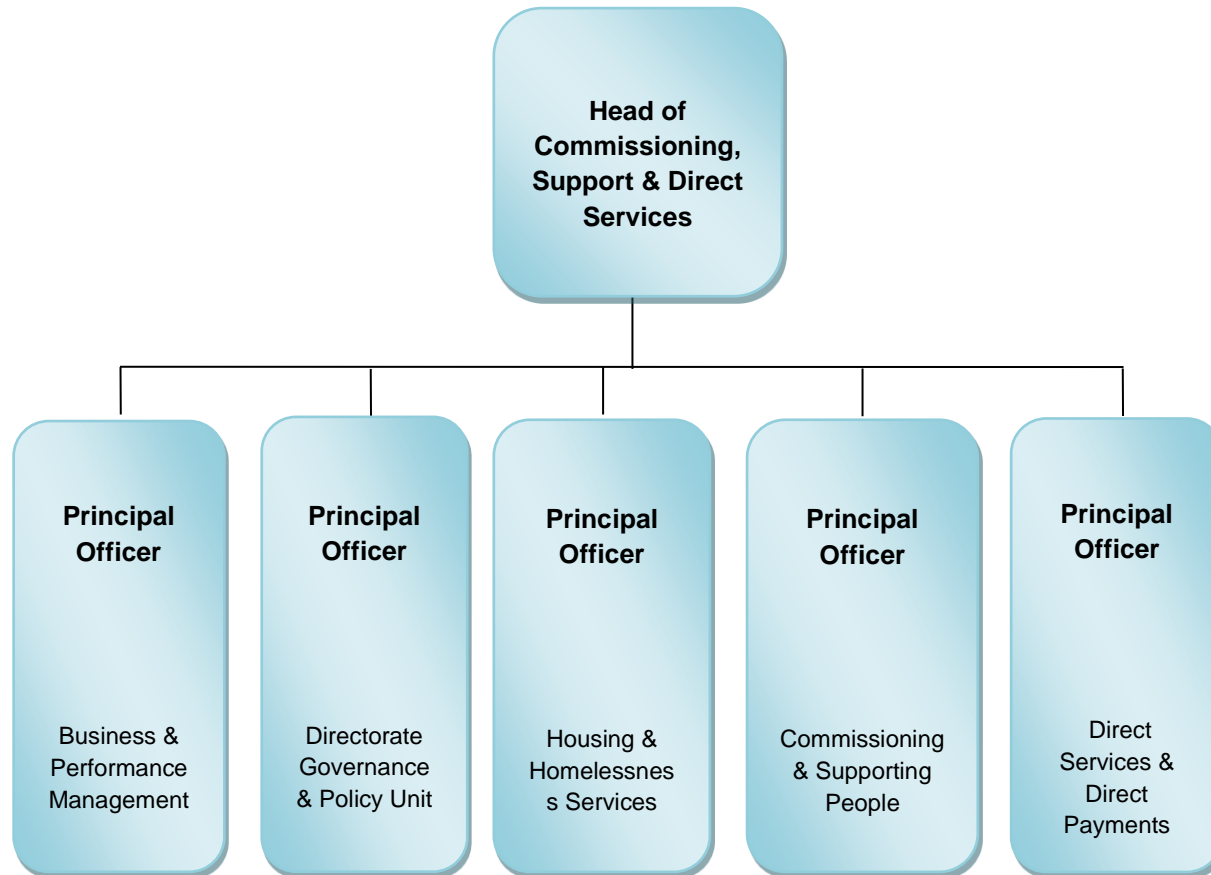 Head of
Commissioning,
Support & Direct
Services
Principal
Officer
Business &
Performance
Management
Principal
Officer
Directorate
Governance
& Policy Unit
Principal
Officer
Housing &
Homelessnes
s Services
Principal
Officer
Commissioning
& Supporting
People
Principal
Officer
Direct
Services &
Direct
Payments